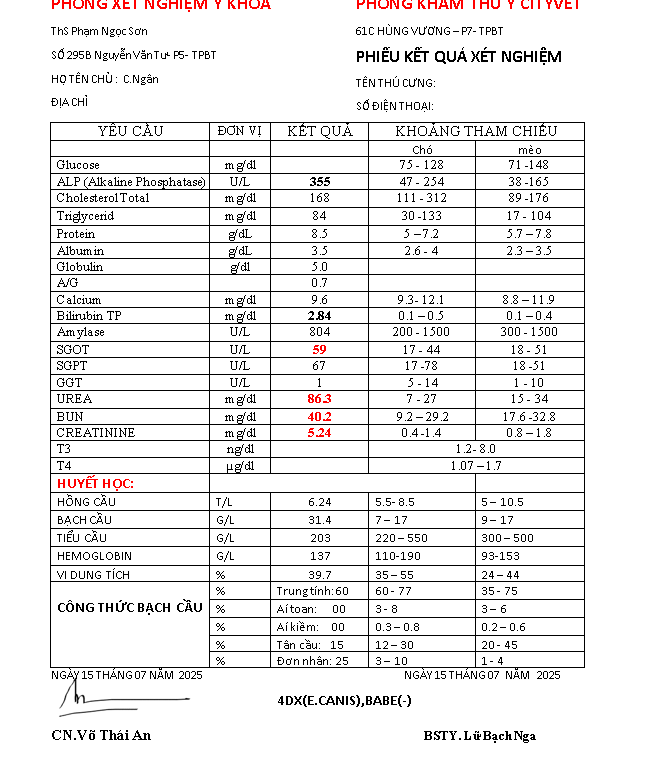 PHÒNG XÉT NGHIỆM Y KHOA
PHÒNG KHÁM THÚ Y CITYVET
ThS Phạm Ngọc Sơn
61C HÙNG VƯƠNG – P7- TPBT
SỐ 295B Nguyễn Văn Tư- P5- TPBT
PHIẾU KẾT QUẢ XÉT NGHIỆM
HỌ TÊN CHỦ : C.Ngân
TÊN THÚ CƯNG:
ĐỊA CHỈ
SỐ ĐIỆN THOẠI:
YÊU CẦU ĐƠN VỊ KẾT QUẢ KHOẢNG THAM CHIẾU
Chó mèo
Glucose mg/dl 75 - 128 71 -148
ALP (Alkaline Phosphatase) U/L 355 47 - 254 38 -165
Cholesterol Total mg/dl 168 111 - 312 89 -176
Triglycerid mg/dl 84 30 -133 17 - 104
Protein g/dL 8.5 5 –7.2 5.7 – 7.8
Albumin g/dL 3.5 2.6 - 4 2.3 – 3.5
Globulin g/dl 5.0
A/G 0.7
Calcium mg/dl 9.6 9.3- 12.1 8.8 – 11.9
Bilirubin TP mg/dl 2.84 0.1 – 0.5 0.1 – 0.4
Amylase U/L 804 200 - 1500 300 - 1500
SGOT U/L 59 17 - 44 18 - 51
SGPT U/L 67 17 -78 18 -51
GGT U/L 1 5 - 14 1 - 10
UREA mg/dl 86.3 7 - 27 15 - 34
BUN mg/dl 40.2 9.2 – 29.2 17.6 -32.8
CREATININE mg/dl 5.24 0.4 -1.4 0.8 – 1.8
T3 ng/dl 1.2- 8.0
T4 µg/dl 1.07 –1.7
HUYẾT HỌC:
HỒNG CẦU T/L 6.24 5.5- 8.5 5 – 10.5
BẠCH CẦU G/L 31.4 7 – 17 9 – 17
TIỂU CẦU G/L 203 220 – 550 300 – 500
HEMOGLOBIN G/L 137 110-190 93-153
VI DUNG TÍCH % 39.7 35 – 55 24 – 44
CÔNG THỨC BẠCH CẦU % Trung tính: 60 60 - 77 35 - 75
% Ái toan: 00 3 - 8 3 – 6
% Ái kiềm: 00 0.3 – 0.8 0.2 – 0.6
% Tân cầu: 15 12 – 30 20 - 45
% Đơn nhân: 25 3 – 10 1 - 4
NGÀY 15 THÁNG 07 NĂM 2025
NGÀY 15 THÁNG 07 NĂM 2025
4DX(E.CANIS),BABE(-)
CN.Võ Thái An
BSTY. Lữ Bạch Nga